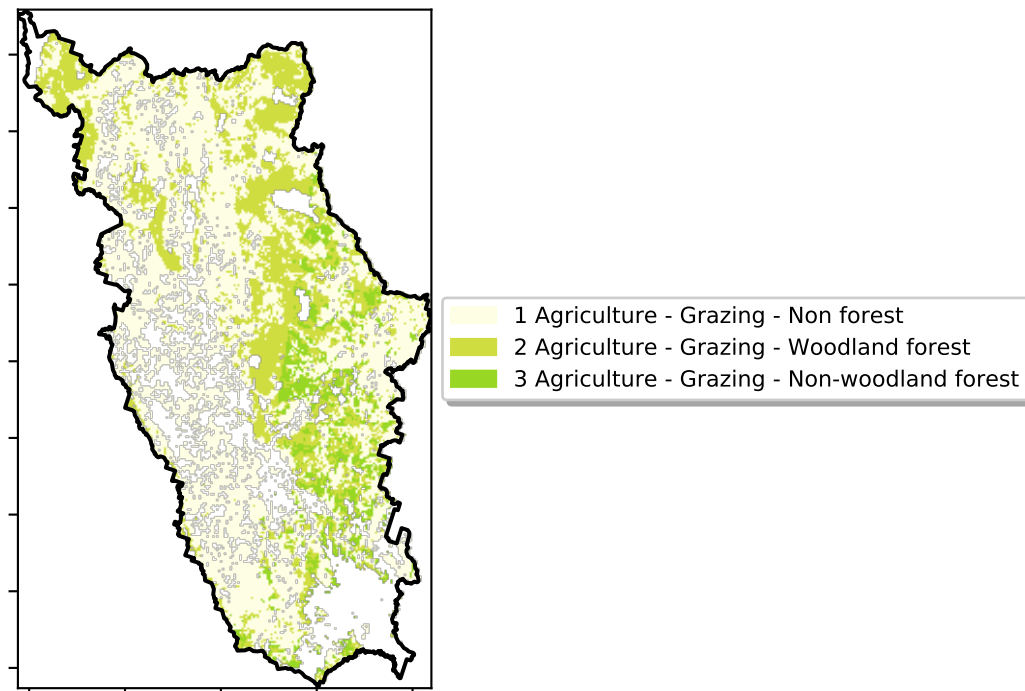 1 Agriculture - Grazing - Non forest
2 Agriculture - Grazing - Woodland forest
3 Agriculture - Grazing - Non-woodland forest